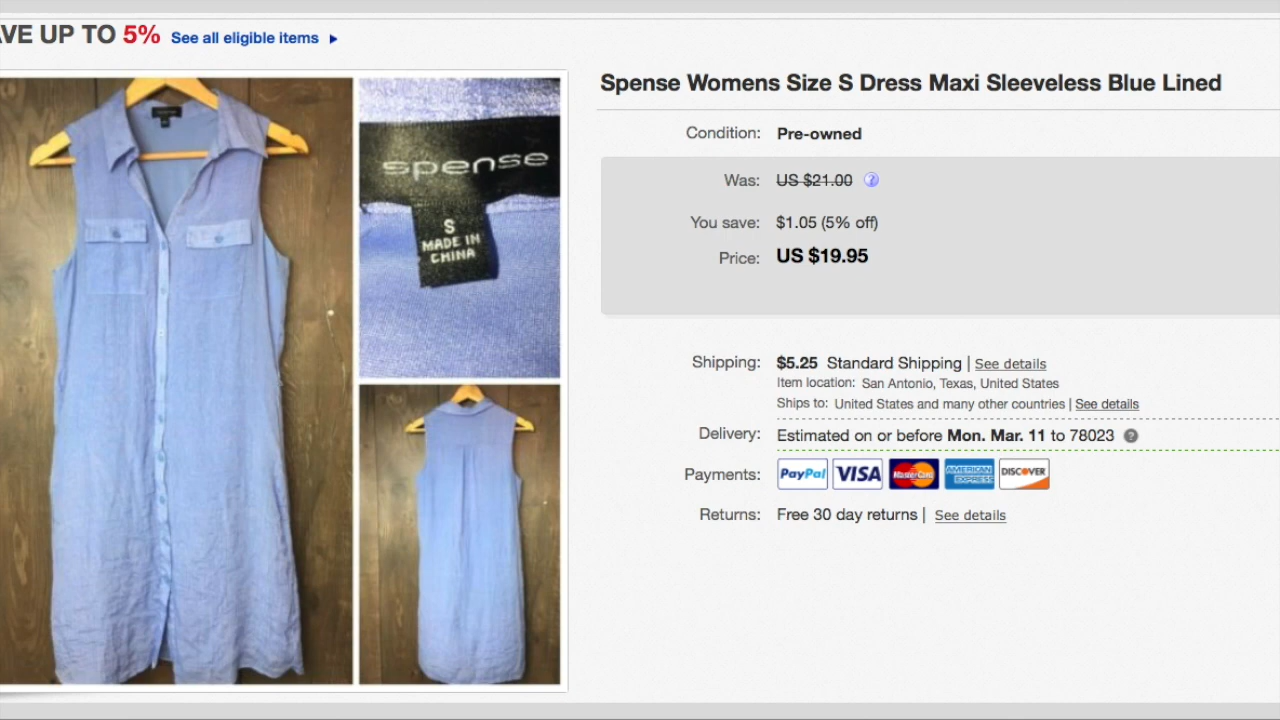 VE UP TO 5% See all eligible items
spense
S
MADE IN
CHINA
Spense Womens Size S Dress Maxi Sleeveless Blue Lined
Condition: Pre-owned
Was: US $21.00
You save: $1.05 (5% off)
Price: US $19.95
Shipping: $5.25 Standard Shipping | See details
Item location: San Antonio, Texas, United States
Ships to: United States and many other countries | See details
Delivery: Estimated on or before Mon. Mar. 11 to 78023
Payments: PayPal VISA MasterCard AMERICAN EXPRESS DISCOVER
Returns: Free 30 day returns | See details